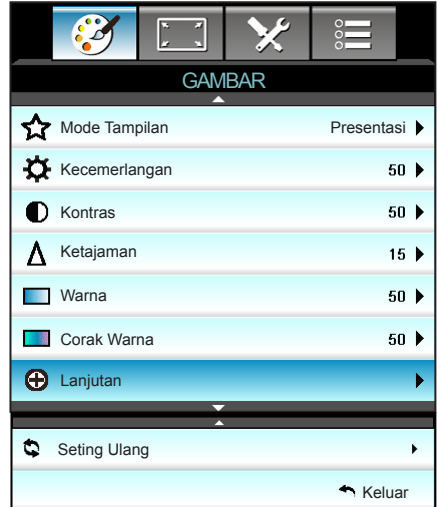 GAMBAR
Mode Tampilan Presentasi
Kecemerlangan 50
Kontras 50
Ketajaman 15
Warna 50
Corak Warna 50
Lanjutan
Seting Ulang
Keluar